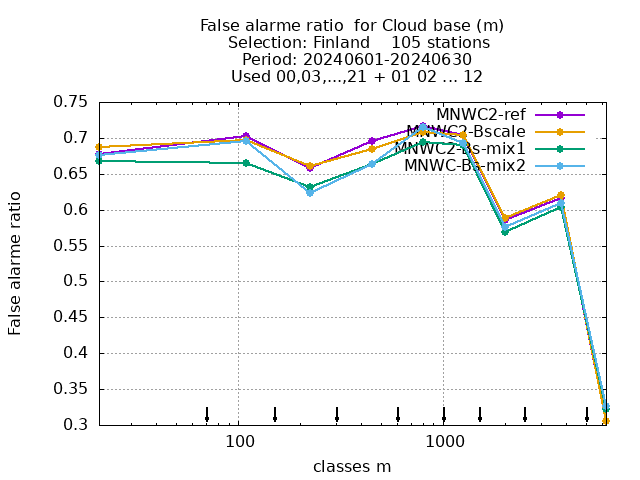 False alarme ratio  for Cloud base (m)
Selection: Finland    105 stations
Period: 20240601-20240630
Used 00,03,...,21 + 01 02 ... 12
MNWC2-ref
MNWC2-Bscale
MNWC2-Bs-mix1
MNWC-Bs-mix2
False alarme ratio
0.75
0.7
0.65
0.6
0.55
0.5
0.45
0.4
0.35
0.3
100 1000
classes m